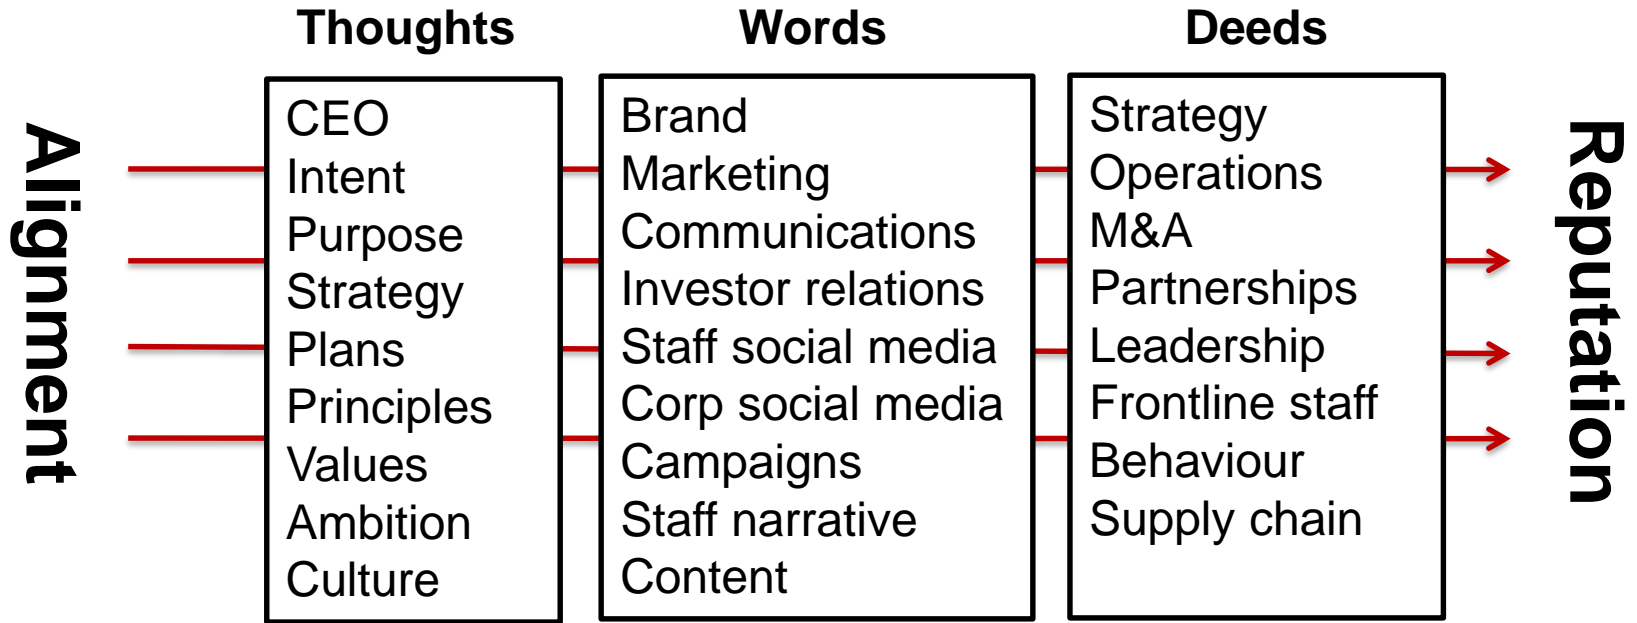 Thoughts
Words
Deeds
Alignment
CEO
Intent
Purpose
Strategy
Plans
Principles
Values
Ambition
Culture
Brand
Marketing
Communications
Investor relations
Staff social media
Corp social media
Campaigns
Staff narrative
Content
Strategy
Operations
M&A
Partnerships
Leadership
Frontline staff
Behaviour
Supply chain
Reputation